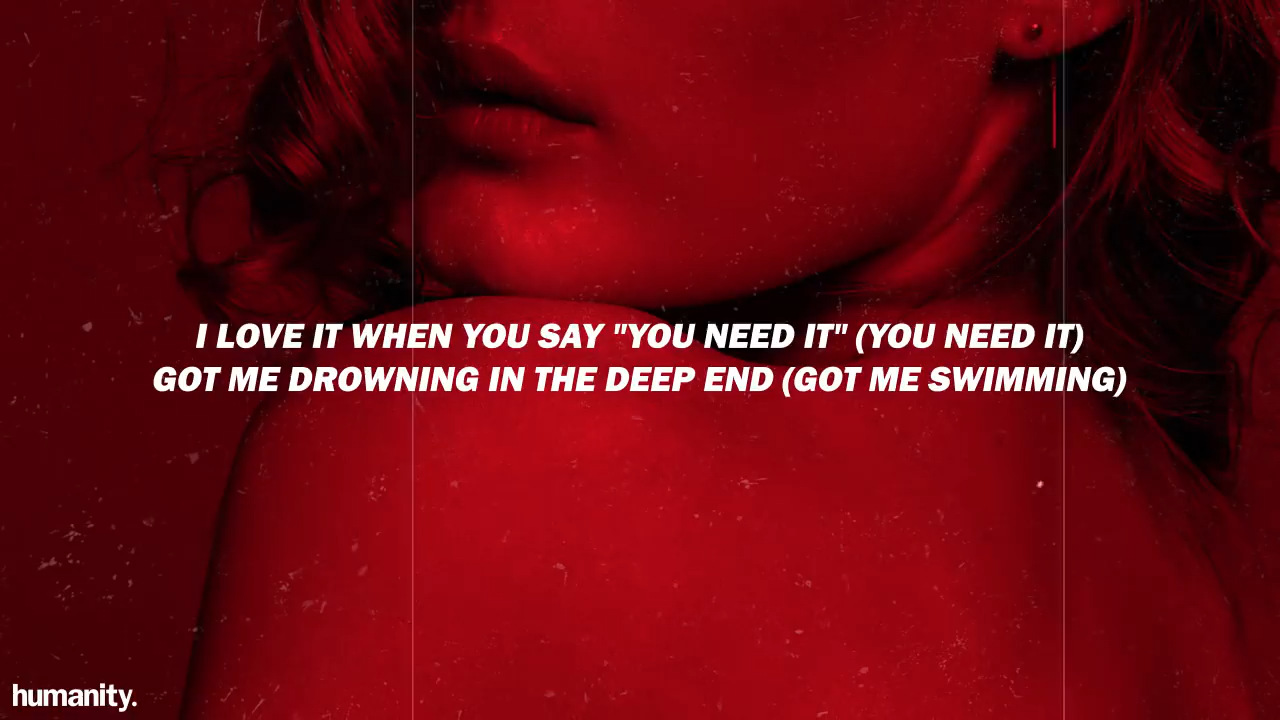 I LOVE IT WHEN YOU SAY "YOU NEED IT" (YOU NEED IT)
GOT ME DROWNING IN THE DEEP END (GOT ME SWIMMING)
humanity.